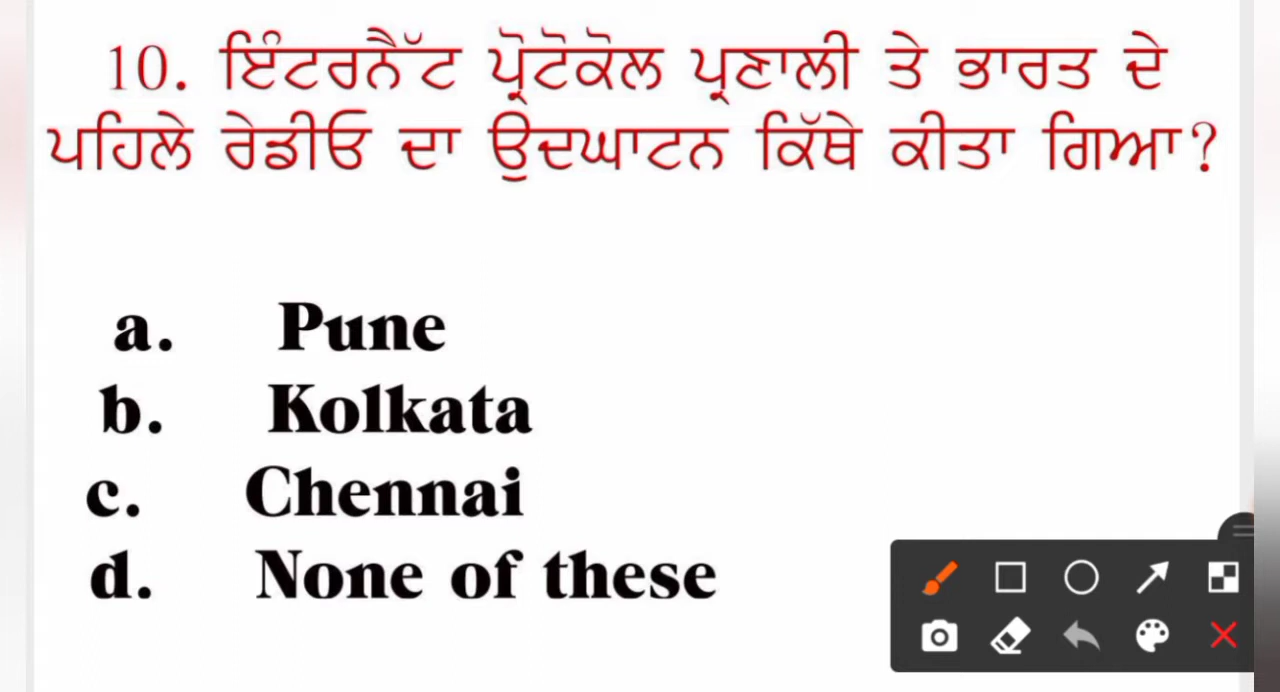 10. ਇੰਟਰਨੈੱਟ ਪ੍ਰੋਟੋਕੋਲ ਪ੍ਰਣਾਲੀ ਤੇ ਭਾਰਤ ਦੇ
ਪਹਿਲੇ ਰੇਡੀਓ ਦਾ ਉਦਘਾਟਨ ਕਿੱਥੇ ਕੀਤਾ ਗਿਆ?
a. Pune
b. Kolkata
c. Chennai
d. None of these